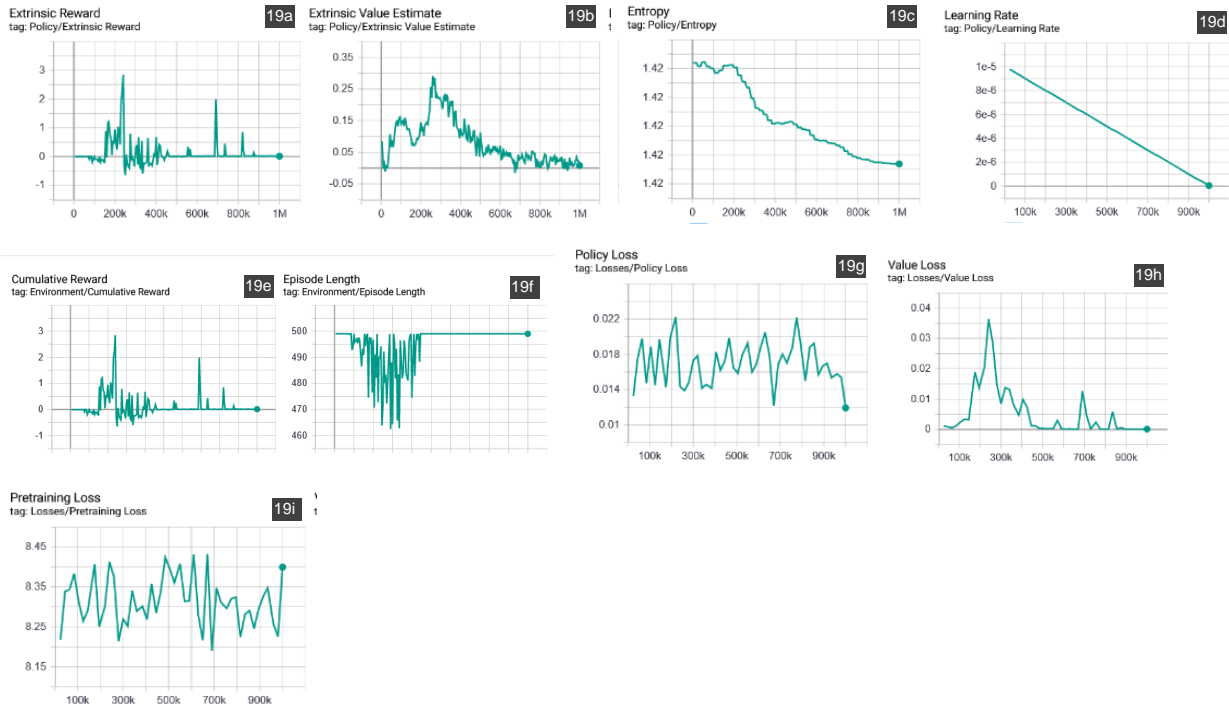 Extrinsic Reward
tag: Policy/Extrinsic Reward
19a
3
2
1
0
-1
0 200k 400k 600k 800k 1M
Extrinsic Value Estimate
tag: Policy/Extrinsic Value Estimate
19b
0.35
0.25
0.15
0.05
-0.05
0 200k 400k 600k 800k 1M
Entropy
tag: Policy/Entropy
19c
1.42
1.42
1.42
1.42
1.42
0 200k 400k 600k 800k 1M
Learning Rate
tag: Policy/Learning Rate
19d
1e-5
8e-6
6e-6
4e-6
2e-6
0
100k 300k 500k 700k 900k
Cumulative Reward
tag: Environment/Cumulative Reward
19e
3
2
1
0
-1
Episode Length
tag: Environment/Episode Length
19f
500
490
480
470
460
Policy Loss
tag: Losses/Policy Loss
19g
0.022
0.018
0.014
0.01
100k 300k 500k 700k 900k
Value Loss
tag: Losses/Value Loss
19h
0.04
0.03
0.02
0.01
0
100k 300k 500k 700k 900k
Pretraining Loss
tag: Losses/Pretraining Loss
19i
8.45
8.35
8.25
8.15
100k 300k 500k 700k 900k